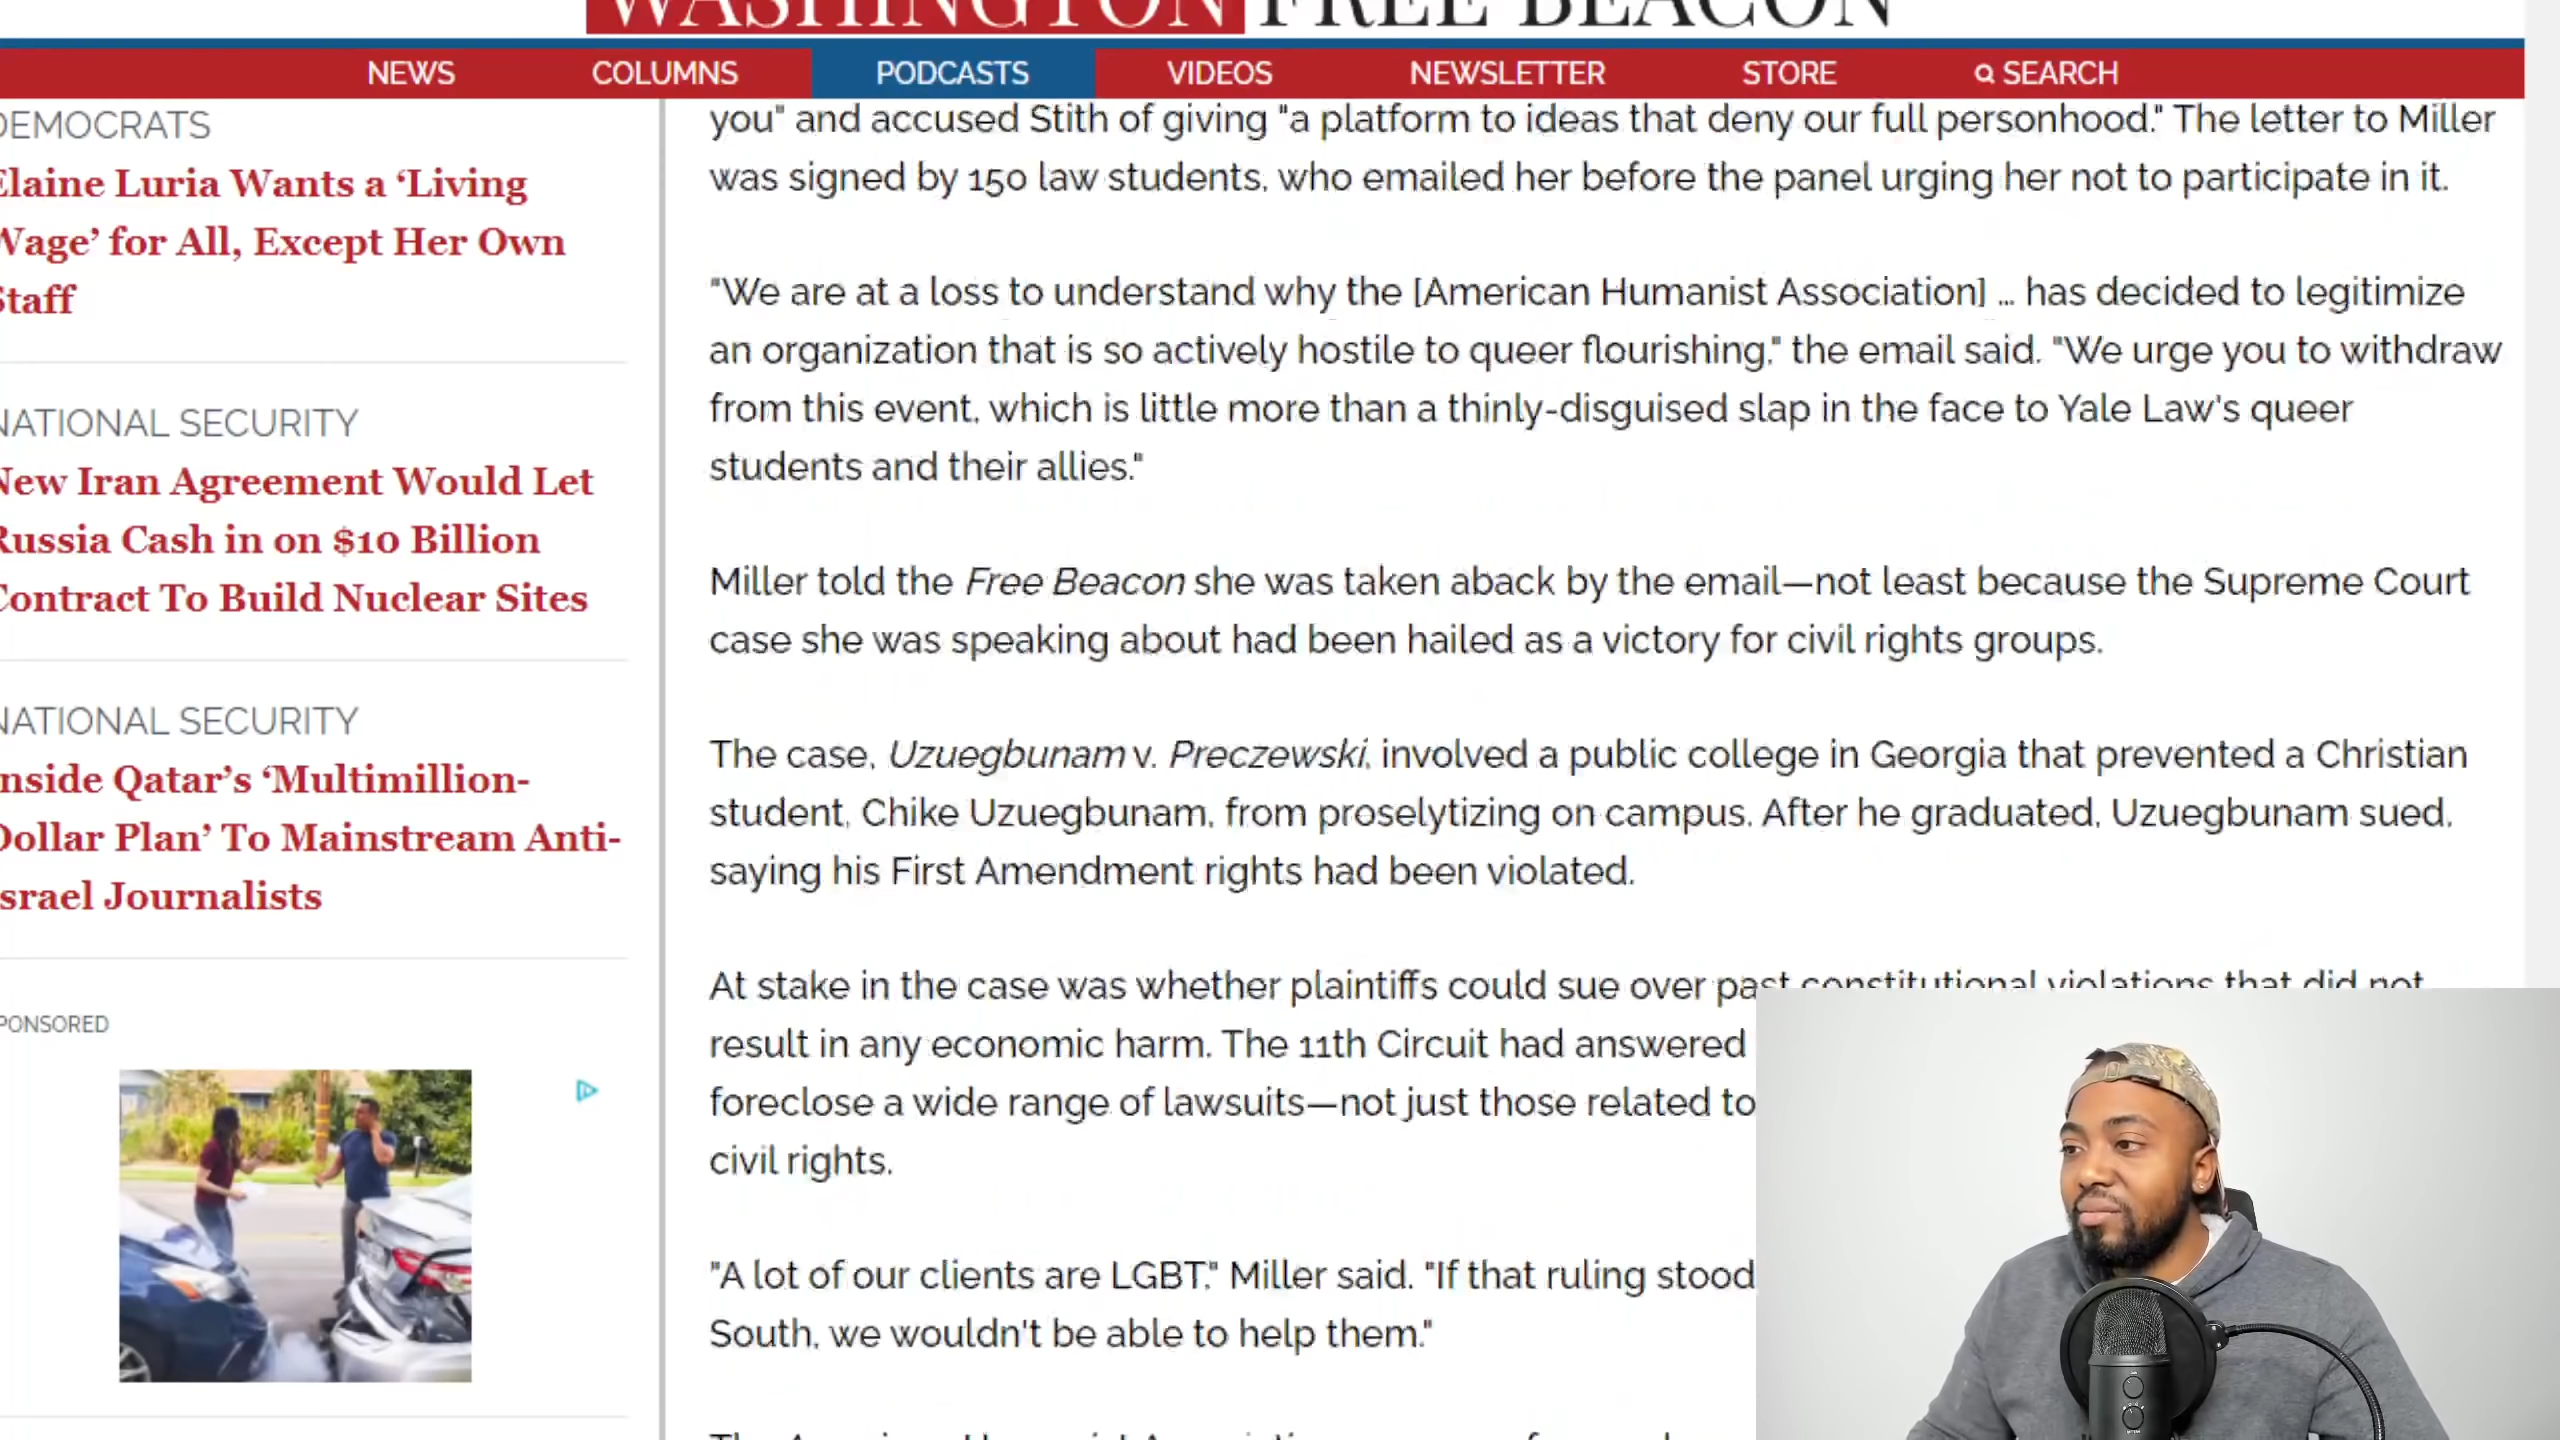 WASHINGTON FREE BEACON
NEWS COLUMNS PODCASTS VIDEOS NEWSLETTER STORE SEARCH
DEMOCRATS
Elaine Luria Wants a ‘Living
Wage’ for All, Except Her Own
Staff
NATIONAL SECURITY
New Iran Agreement Would Let
Russia Cash in on $10 Billion
Contract To Build Nuclear Sites
NATIONAL SECURITY
Inside Qatar’s ‘Multimillion-
Dollar Plan’ To Mainstream Anti-
Israel Journalists
SPONSORED
you" and accused Stith of giving "a platform to ideas that deny our full personhood." The letter to Miller
was signed by 150 law students, who emailed her before the panel urging her not to participate in it.
"We are at a loss to understand why the [American Humanist Association] … has decided to legitimize
an organization that is so actively hostile to queer flourishing," the email said. "We urge you to withdraw
from this event, which is little more than a thinly-disguised slap in the face to Yale Law's queer
students and their allies."
Miller told the Free Beacon she was taken aback by the email—not least because the Supreme Court
case she was speaking about had been hailed as a victory for civil rights groups.
The case, Uzuegbunam v. Preczewski, involved a public college in Georgia that prevented a Christian
student, Chike Uzuegbunam, from proselytizing on campus. After he graduated, Uzuegbunam sued,
saying his First Amendment rights had been violated.
At stake in the case was whether plaintiffs could sue over past constitutional violations that did not
result in any economic harm. The 11th Circuit had answered
foreclose a wide range of lawsuits—not just those related to
civil rights.
"A lot of our clients are LGBT," Miller said. "If that ruling stood
South, we wouldn't be able to help them."